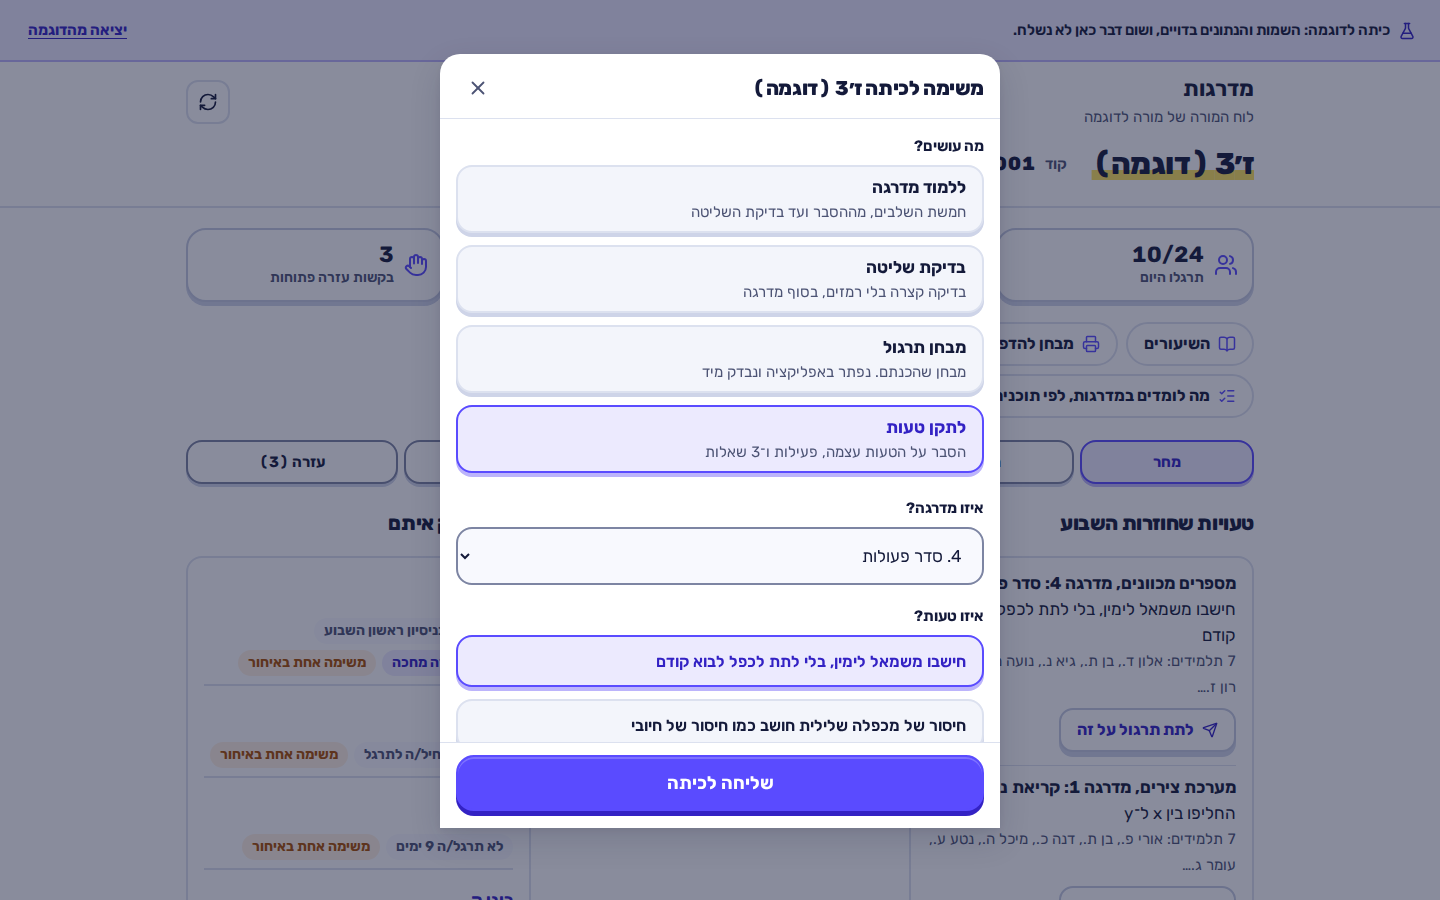 כיתה לדוגמה: השמות והנתונים בדויים, ושום דבר כאן לא נשלח.
יציאה מהדוגמה
מדרגות
לוח המורה של מורה לדוגמה
ז׳3 (דוגמה)
קוד
001
10/24
תרגלו היום
3
בקשות עזרה פתוחות
השיעורים
מבחן
מה לומדים במדרגות, לפי
מחר
עזרה (3)
טעויות שחוזרות השבוע
איתם
מספרים מכוונים, מדרגה 4: סדר
חישבו משמאל לימין, בלי לתת
קודם
7 תלמידים: אלון ד., בן ת., גיא נ., נועה
רון ז.…
לתת תרגול על זה
מערכת צירים, מדרגה 1: קריאת
החליפו בין x ל־y
7 תלמידים: אורי פ., בן ת., דנה כ., מיכל ה., נטע ע.,
עומר ג.…
ראשון השבוע
מחכה
משימה אחת באיחור
לתרגל
משימה אחת באיחור
לא תרגל/ה 9 ימים
משימה אחת באיחור
משימה לכיתה ז׳3 (דוגמה)
מה עושים?
ללמוד מדרגה
חמשת השלבים, מההסבר ועד בדיקת השליטה
בדיקת שליטה
בדיקה קצרה בלי רמזים, בסוף מדרגה
מבחן תרגול
מבחן שהכנתם. נפתר באפליקציה ונבדק מיד
לתקן טעות
הסבר על הטעות עצמה, פעילות ו־3 שאלות
איזו מדרגה?
4. סדר פעולות
איזו טעות?
חישבו משמאל לימין, בלי לתת לכפל לבוא קודם
חיסור של מכפלה שלילית חושב כמו חיסור של חיובי
שליחה לכיתה